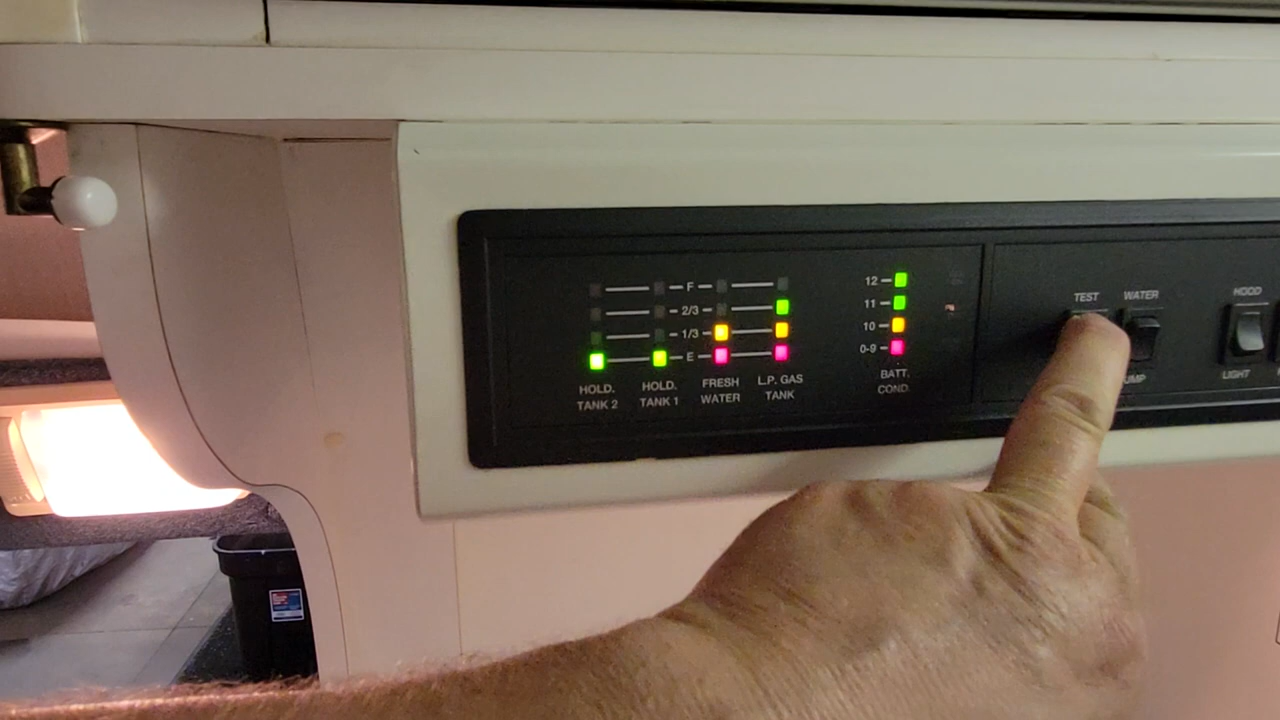 F
2/3
1/3
E
HOLD.
TANK 2
HOLD.
TANK 1
FRESH
WATER
L.P. GAS
TANK
12
11
10
0-9
BATT.
COND.
TEST
WATER
UMP
HOOD
LIGHT